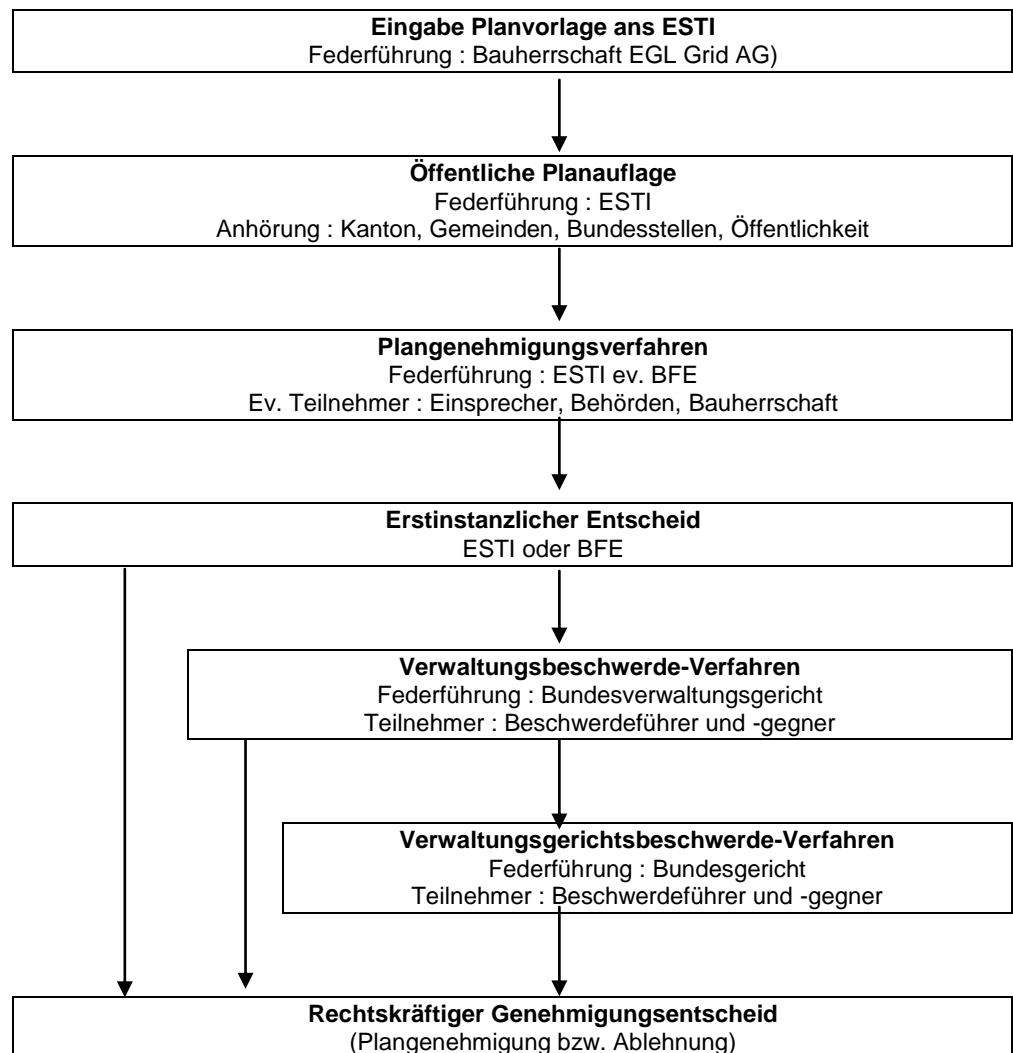 Eingabe Planvorlage ans ESTI
Federführung : Bauherrschaft EGL Grid AG)
Öffentliche Planauflage
Federführung : ESTI
Anhörung : Kanton, Gemeinden, Bundesstellen, Öffentlichkeit
Plangenehmigungsverfahren
Federführung : ESTI ev. BFE
Ev. Teilnehmer : Einsprecher, Behörden, Bauherrschaft
Erstinstanzlicher Entscheid
ESTI oder BFE
Verwaltungsbeschwerde-Verfahren
Federführung : Bundesverwaltungsgericht
Teilnehmer : Beschwerdeführer und -gegner
Verwaltungsgerichtsbeschwerde-Verfahren
Federführung : Bundesgericht
Teilnehmer : Beschwerdeführer und -gegner
Rechtskräftiger Genehmigungsentscheid
(Plangenehmigung bzw. Ablehnung)